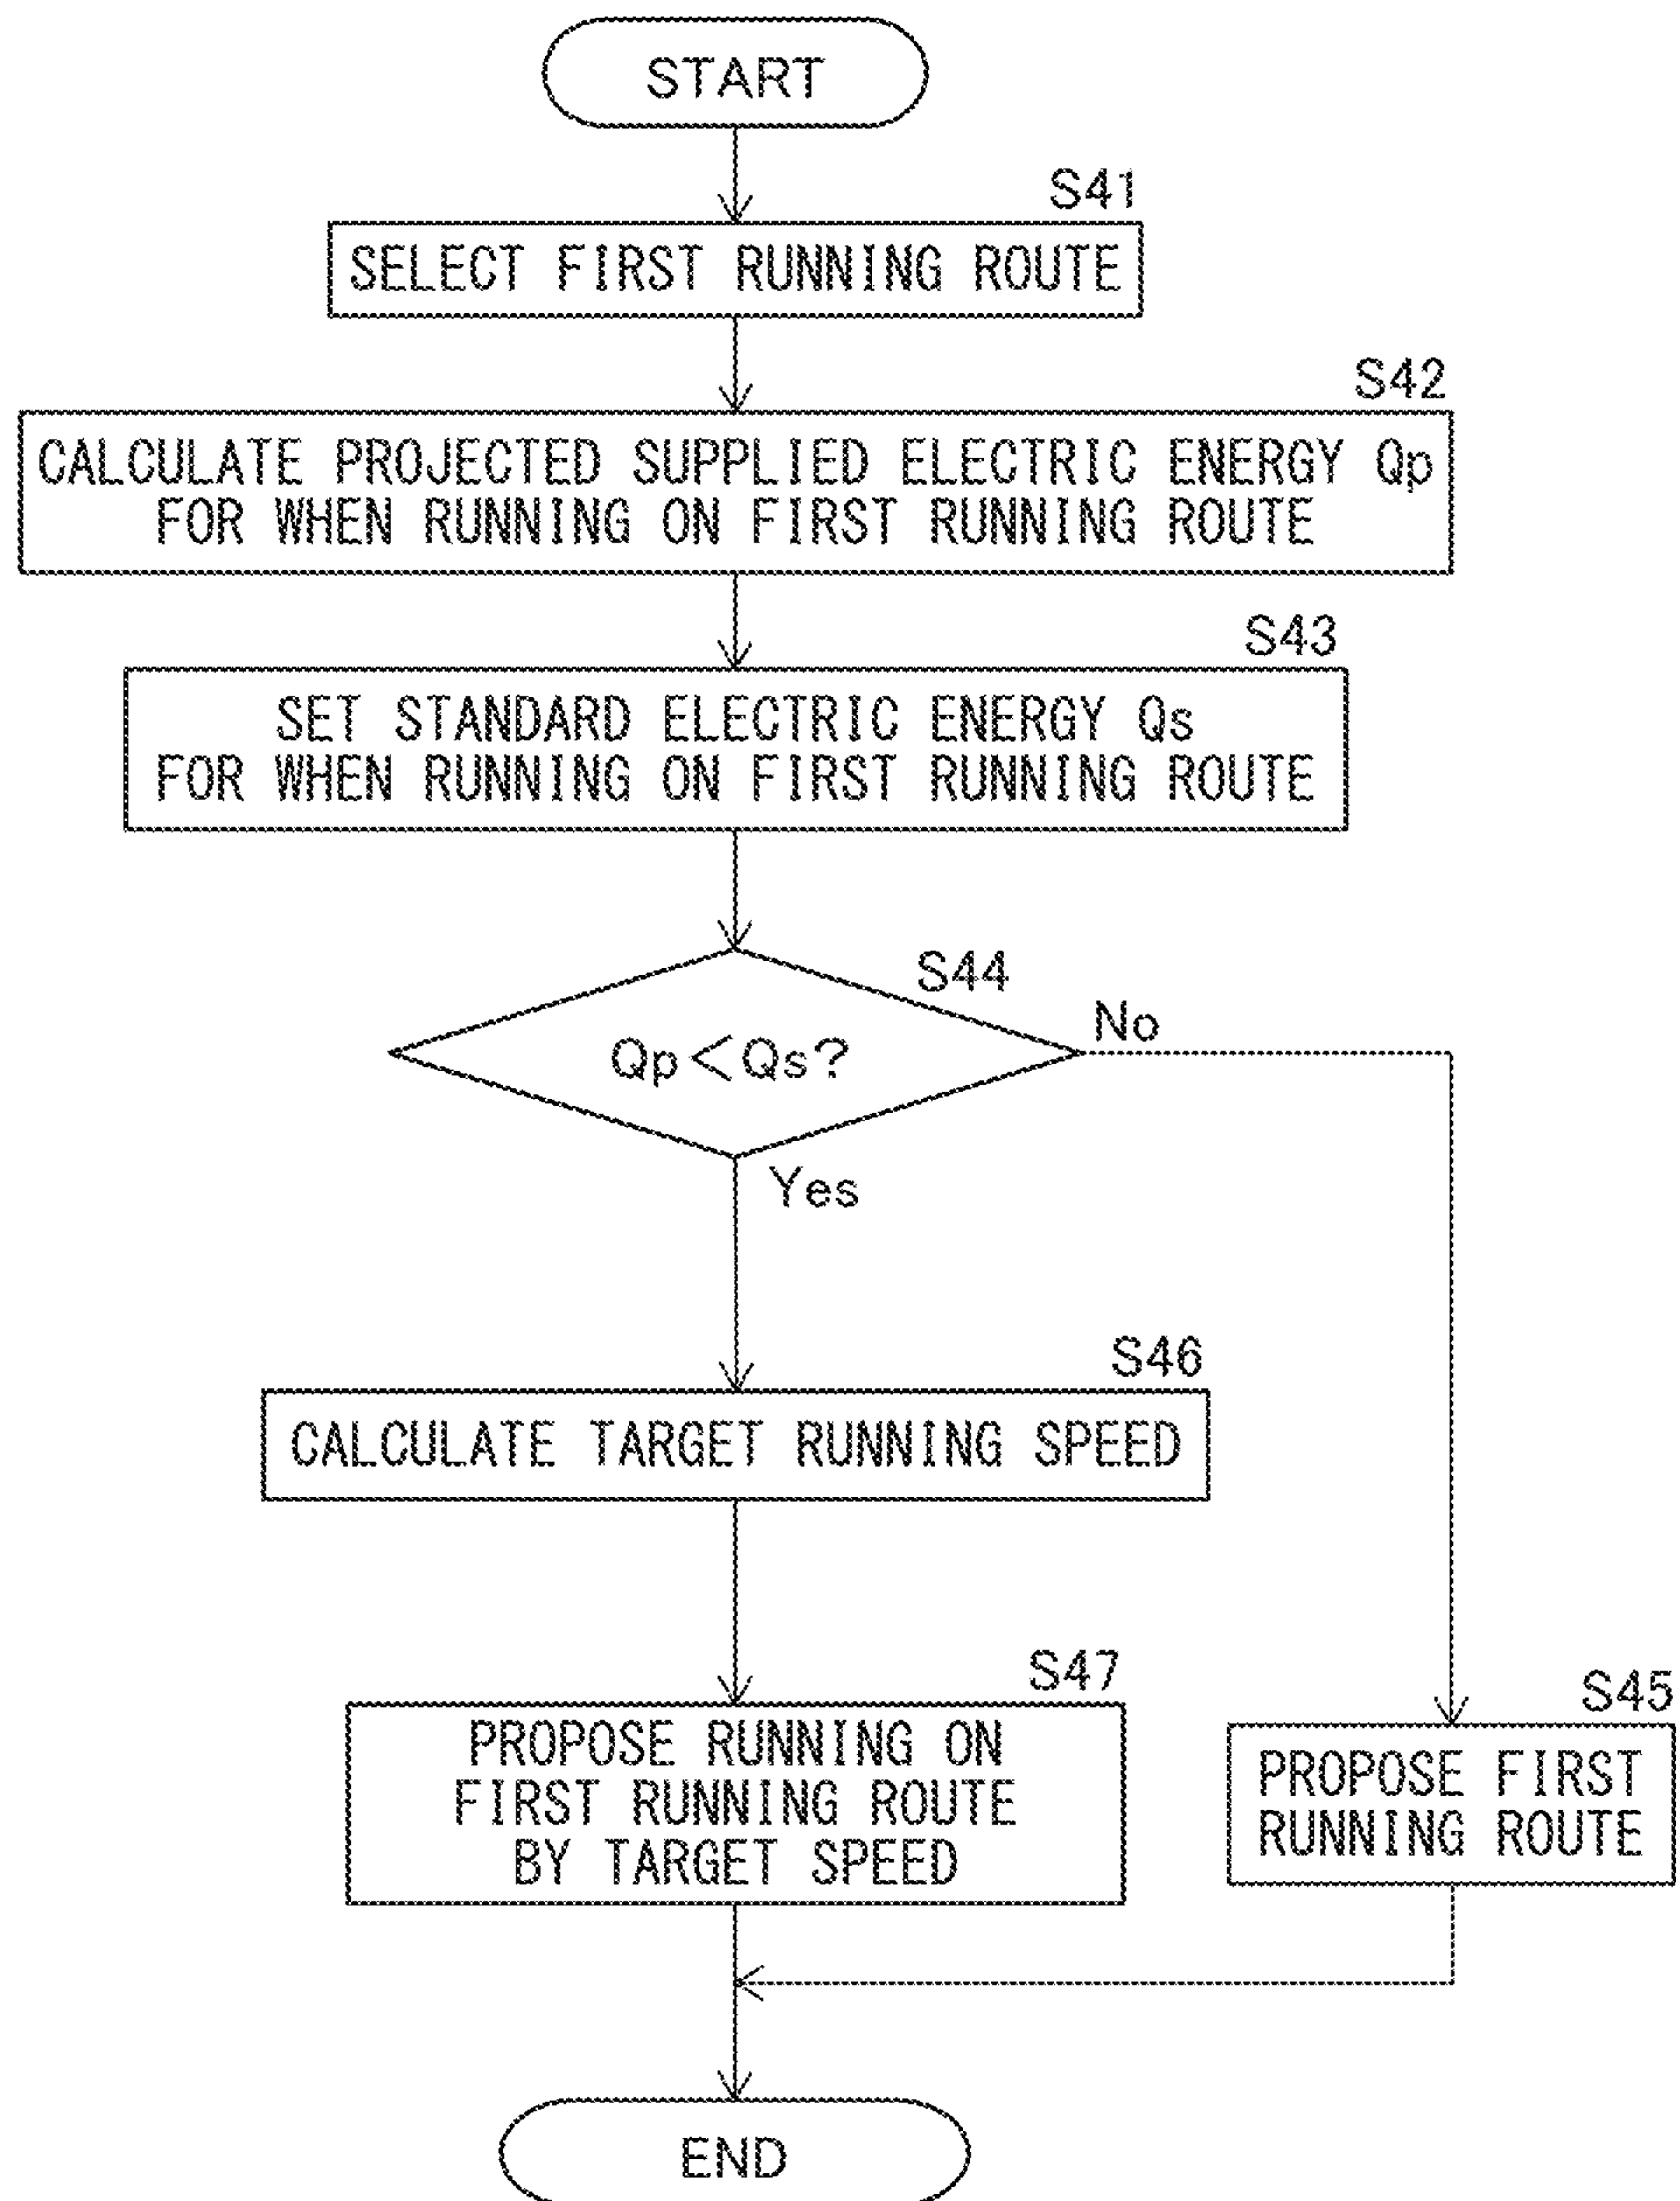 START
S41
SELECT FIRST RUNNING ROUTE
S42
CALCULATE PROJECTED SUPPLIED ELECTRIC ENERGY Qp
FOR WHEN RUNNING ON FIRST RUNNING ROUTE
S43
SET STANDARD ELECTRIC ENERGY Qs
FOR WHEN RUNNING ON FIRST RUNNING ROUTE
S44
Qp<Qs?
No
Yes
S46
CALCULATE TARGET RUNNING SPEED
S47
PROPOSE RUNNING ON
FIRST RUNNING ROUTE
BY TARGET SPEED
S45
PROPOSE FIRST
RUNNING ROUTE
END